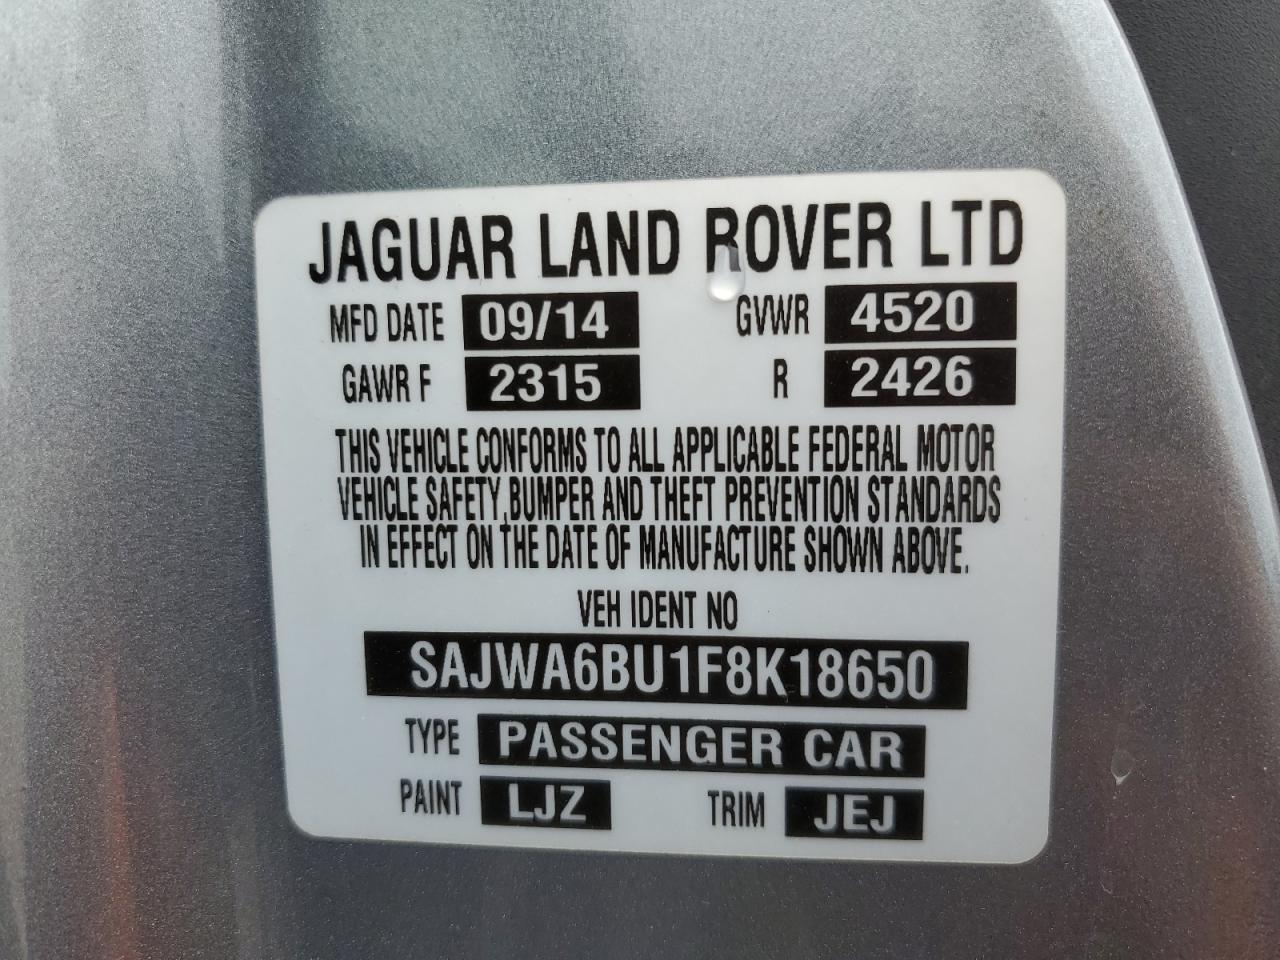 JAGUAR LAND ROVER LTD
MFD DATE 09/14 GVWR 4520
GAWR F 2315 R 2426
THIS VEHICLE CONFORMS TO ALL APPLICABLE FEDERAL MOTOR
VEHICLE SAFETY, BUMPER AND THEFT PREVENTION STANDARDS
IN EFFECT ON THE DATE OF MANUFACTURE SHOWN ABOVE.
VEH IDENT NO
SAJWA6BU1F8K18650
TYPE PASSENGER CAR
PAINT LJZ TRIM JEJ